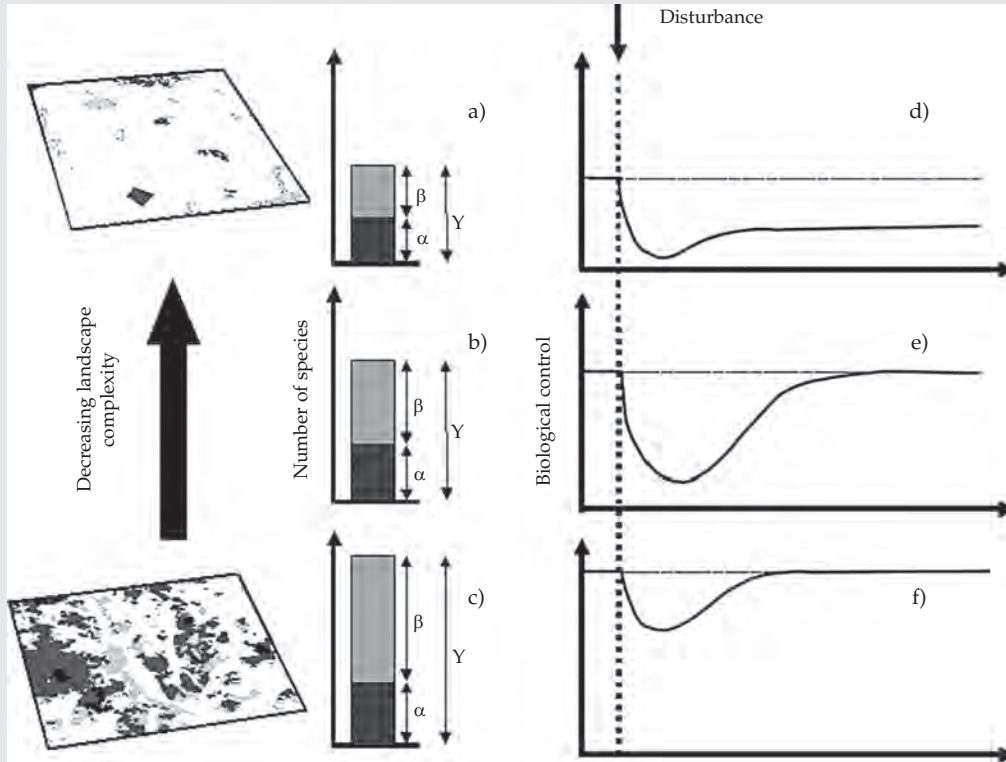 Disturbance
a)
β
α
Υ
d)
Decreasing landscape
complexity
Number of species
b)
β
α
Υ
Biological control
e)
c)
β
α
Υ
f)